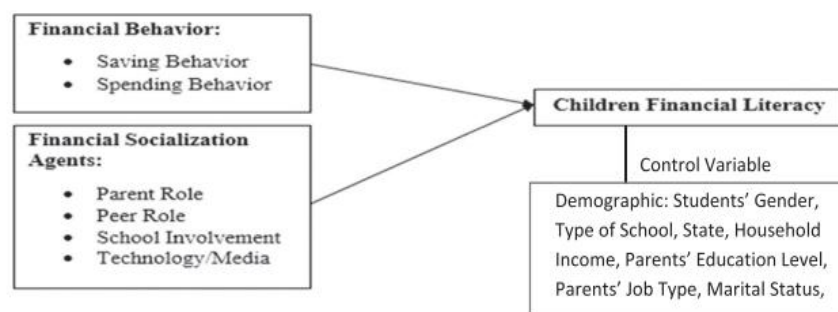 Financial Behavior:
• Saving Behavior
• Spending Behavior
Financial Socialization
Agents:
• Parent Role
• Peer Role
• School Involvement
• Technology/Media
Children Financial Literacy
Control Variable
Demographic: Students' Gender,
Type of School, State, Household
Income, Parents' Education Level,
Parents' Job Type, Marital Status,